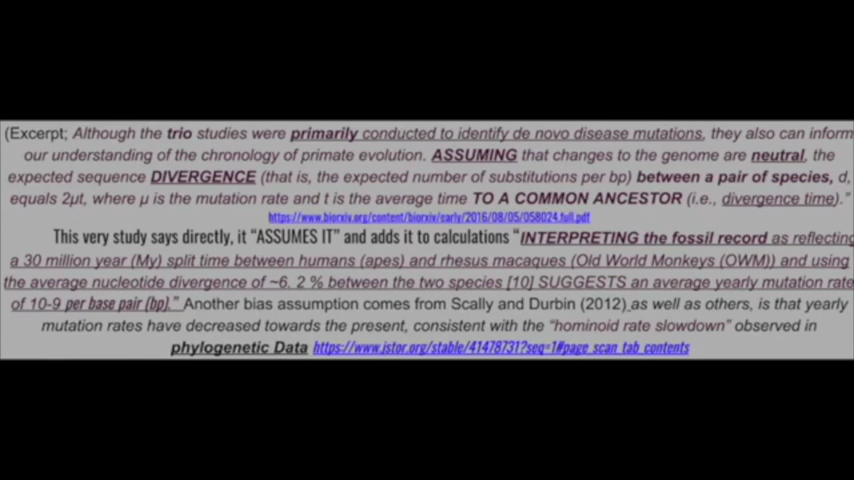 (Excerpt; Although the trio studies were primarily conducted to identify de novo disease mutations, they also can inform
our understanding of the chronology of primate evolution. ASSUMING that changes to the genome are neutral, the
expected sequence DIVERGENCE (that is, the expected number of substitutions per bp) between a pair of species, d,
equals 2μt, where μ is the mutation rate and t is the average time TO A COMMON ANCESTOR (i.e., divergence time)."
https://www.biorxiv.org/content/biorxiv/early/2016/08/05/058024.full.pdf
This very study says directly, it "ASSUMES IT" and adds it to calculations "INTERPRETING the fossil record as reflecting
a 30 million year (My) split time between humans (apes) and rhesus macaques (Old World Monkeys (OWM)) and using
the average nucleotide divergence of ~6. 2 % between the two species [10] SUGGESTS an average yearly mutation rate
of 10-9 per base pair (bp)." Another bias assumption comes from Scally and Durbin (2012) as well as others, is that yearly
mutation rates have decreased towards the present, consistent with the "hominoid rate slowdown" observed in
phylogenetic Data https://www.jstor.org/stable/41478731?seq=1#page_scan_tab_contents